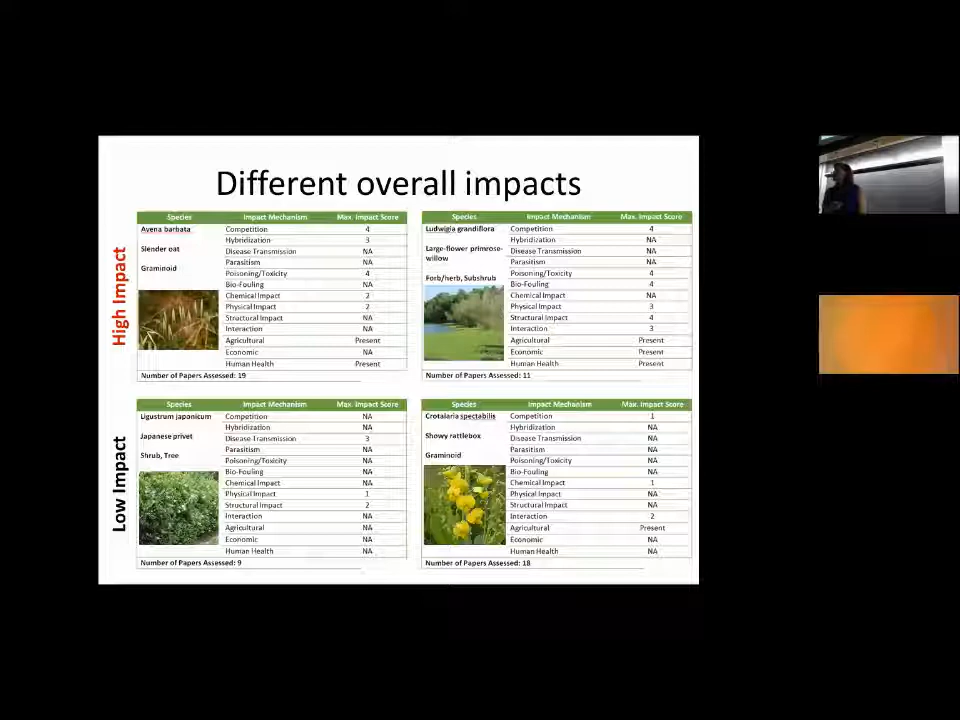 Different overall impacts
High Impact
Species Impact Mechanism Max. Impact Score
Avena barbata Competition 4
Hybridization 3
Slender oat Disease Transmission NA
Parasitism NA
Graminoid Poisoning/Toxicity 4
Bio-Fouling NA
Chemical Impact 2
Physical Impact 2
Structural Impact NA
Interaction NA
Agricultural Present
Economic NA
Human Health Present
Number of Papers Assessed: 19
Species Impact Mechanism Max. Impact Score
Ludwigia grandiflora Competition 4
Hybridization NA
Large-flower primrose-willow Disease Transmission NA
Parasitism NA
Forb/herb, Subshrub Poisoning/Toxicity 4
Bio-Fouling 4
Chemical Impact NA
Physical Impact 3
Structural Impact 4
Interaction 3
Agricultural Present
Economic Present
Human Health Present
Number of Papers Assessed: 11
Low Impact
Species Impact Mechanism Max. Impact Score
Ligustrum japonicum Competition NA
Hybridization NA
Japanese privet Disease Transmission 3
Parasitism NA
Shrub, Tree Poisoning/Toxicity NA
Bio-Fouling NA
Chemical Impact NA
Physical Impact 1
Structural Impact 2
Interaction NA
Agricultural NA
Economic NA
Human Health NA
Number of Papers Assessed: 9
Species Impact Mechanism Max. Impact Score
Crotalaria spectabilis Competition 1
Hybridization NA
Showy rattlebox Disease Transmission NA
Parasitism NA
Graminoid Poisoning/Toxicity NA
Bio-Fouling NA
Chemical Impact 1
Physical Impact NA
Structural Impact NA
Interaction 2
Agricultural Present
Economic NA
Human Health NA
Number of Papers Assessed: 18